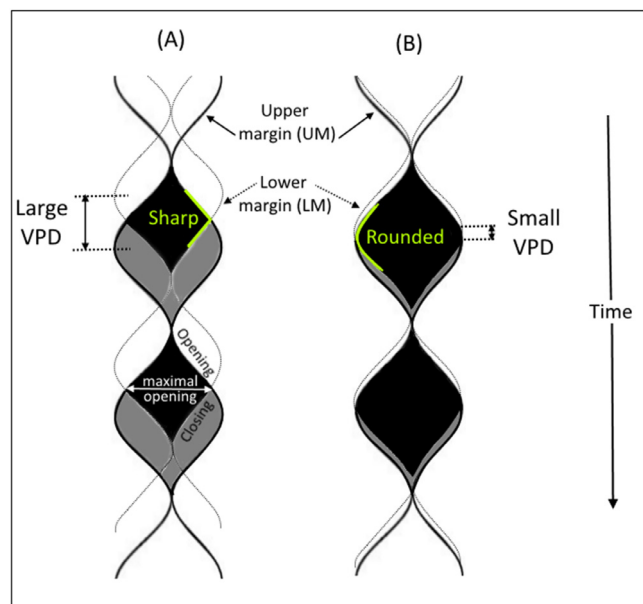 (A)
(B)
Upper
margin (UM)
Large
VPD
Sharp
Lower
margin (LM)
Rounded
Small
VPD
Time
Opening
maximal
opening
Closing